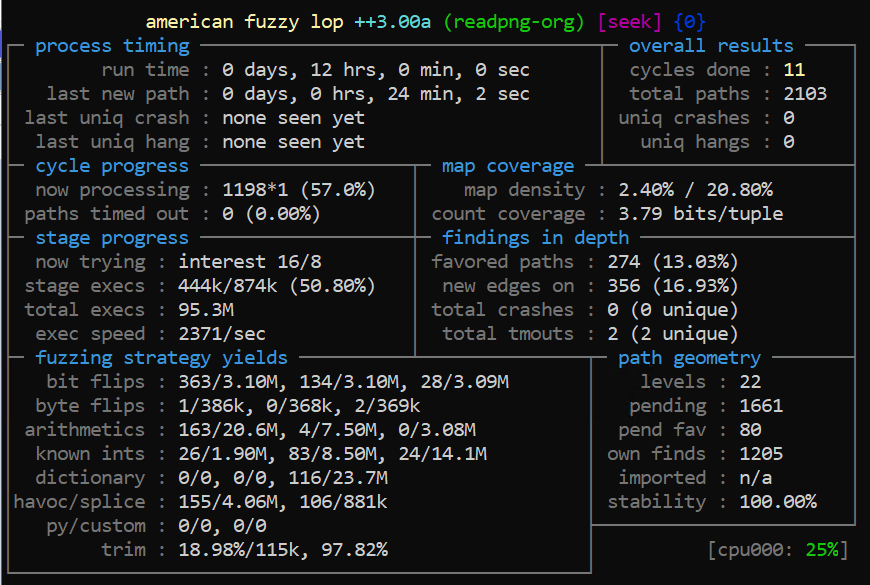 american fuzzy lop ++3.00a (readpng-org) [seek] {0}
process timing overall results
run time : 0 days, 12 hrs, 0 min, 0 sec cycles done : 11
last new path : 0 days, 0 hrs, 24 min, 2 sec total paths : 2103
last uniq crash : none seen yet uniq crashes : 0
last uniq hang : none seen yet uniq hangs : 0
cycle progress map coverage
now processing : 1198*1 (57.0%) map density : 2.40% / 20.80%
paths timed out : 0 (0.00%) count coverage : 3.79 bits/tuple
stage progress findings in depth
now trying : interest 16/8 favored paths : 274 (13.03%)
stage execs : 444k/874k (50.80%) new edges on : 356 (16.93%)
total execs : 95.3M total crashes : 0 (0 unique)
exec speed : 2371/sec total tmouts : 2 (2 unique)
fuzzing strategy yields path geometry
bit flips : 363/3.10M, 134/3.10M, 28/3.09M levels : 22
byte flips : 1/386k, 0/368k, 2/369k pending : 1661
arithmetics : 163/20.6M, 4/7.50M, 0/3.08M pend fav : 80
known ints : 26/1.90M, 83/8.50M, 24/14.1M own finds : 1205
dictionary : 0/0, 0/0, 116/23.7M imported : n/a
havoc/splice : 155/4.06M, 106/881k stability : 100.00%
py/custom : 0/0, 0/0
trim : 18.98%/115k, 97.82% [cpu000: 25%]